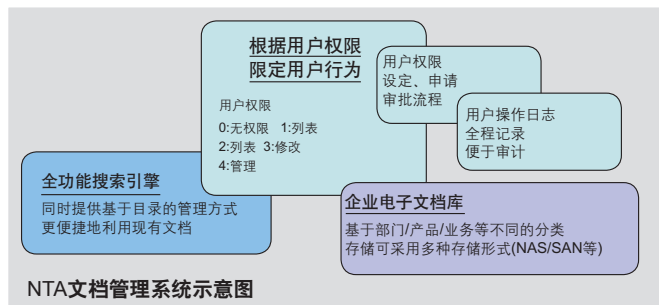 根据用户权限
限定用户行为
用户权限
0:无权限 1:列表
2:列表 3:修改
4:管理
用户权限
设定、申请
审批流程
用户操作日志
全程记录
便于审计
全功能搜索引擎
同时提供基于目录的管理方式
更便捷地利用现有文档
企业电子文档库
基于部门/产品/业务等不同的分类
存储可采用多种存储形式(NAS/SAN等)
NTA文档管理系统示意图